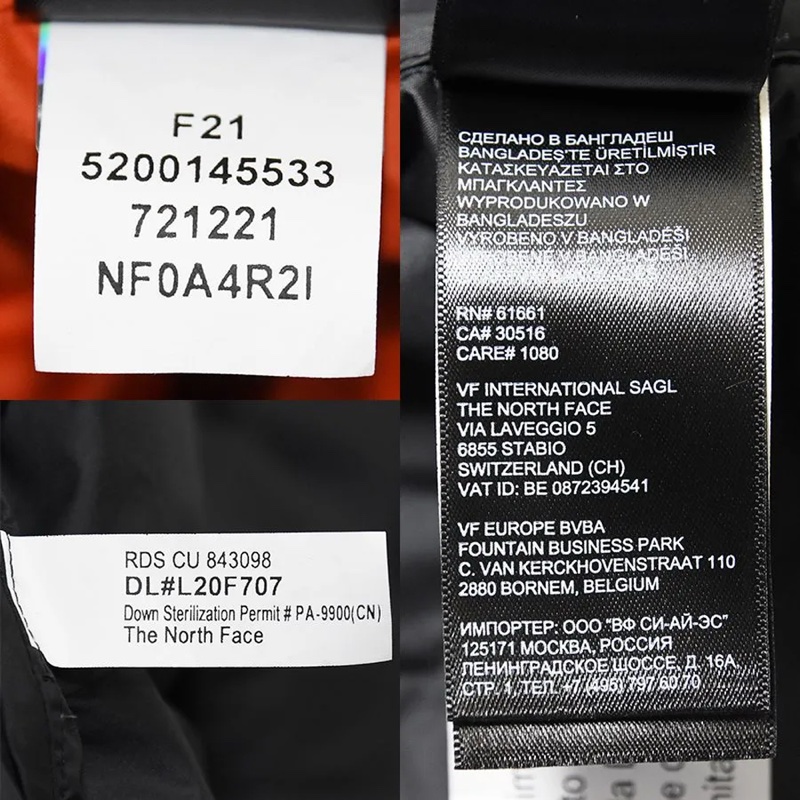 F21
5200145533
721221
NF0A4R2I
RDS CU 843098
DL#L20F707
Down Sterilization Permit # PA-9900(CN)
The North Face
СДЕЛАНО В БАНГЛАДЕШ
BANGLADEŞ'TE ÜRETİLMİŞTİR
ΚΑΤΑΣΚΕΥΑΖΕΤΑΙ ΣΤΟ
ΜΠΑΓΚΛΑΝΤΕΣ
WYPRODUKOWANO W
BANGLADESZU
VYROBENO V BANGLADÉŠI
V BANGLADÉŠI
RN# 61661
CA# 30516
CARE# 1080
VF INTERNATIONAL SAGL
THE NORTH FACE
VIA LAVEGGIO 5
6855 STABIO
SWITZERLAND (CH)
VAT ID: BE 0872394541
VF EUROPE BVBA
FOUNTAIN BUSINESS PARK
C. VAN KERCKHOVENSTRAAT 110
2880 BORNEM, BELGIUM
ИМПОРТЕР: ООО "ВФ СИ-АЙ-ЭС"
125171 МОСКВА, РОССИЯ
ЛЕНИНГРАДСКОЕ ШОССЕ, Д. 16А,
СТР. 1. ТЕЛ. +7 (495) 797 60 70